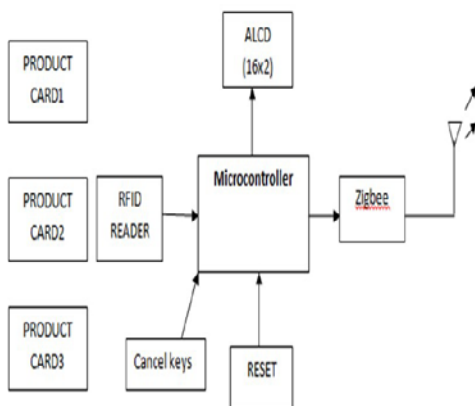 ALCD
(16x2)
PRODUCT
CARD1
Microcontroller
PRODUCT
CARD2
RFID
READER
Zigbee
PRODUCT
CARD3
Cancel keys
RESET